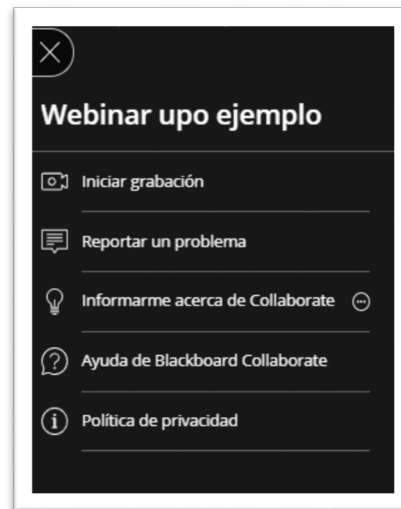 Webinar upo ejemplo
Iniciar grabación
Reportar un problema
Informarme acerca de Collaborate
Ayuda de Blackboard Collaborate
Política de privacidad